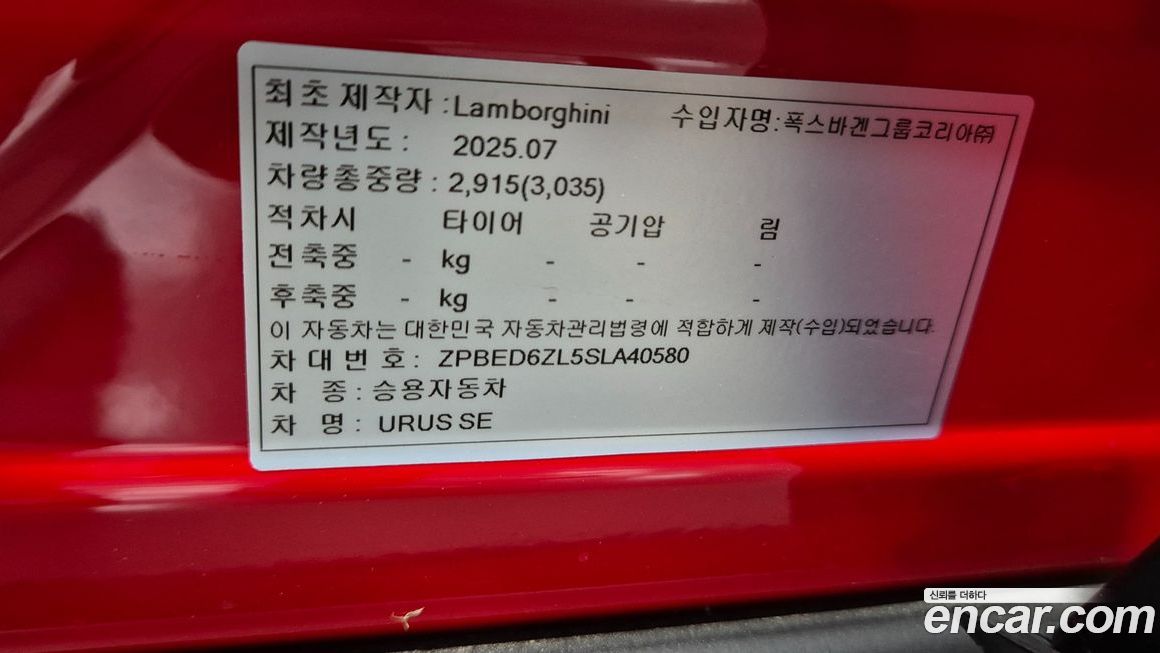 최초 제작자 :Lamborghini 수입자명:폭스바겐그룹코리아㈜
제작년도 : 2025.07
차량총중량 : 2,915(3,035)
적차시 타이어 공기압 림
전축중 - kg - - -
후축중 - kg - - -
이 자동차는 대한민국 자동차관리법령에 적합하게 제작(수입)되었습니다.
차 대 번 호 : ZPBED6ZL5SLA40580
차 종 : 승용자동차
차 명 : URUS SE
신뢰를 더하다
encar.com